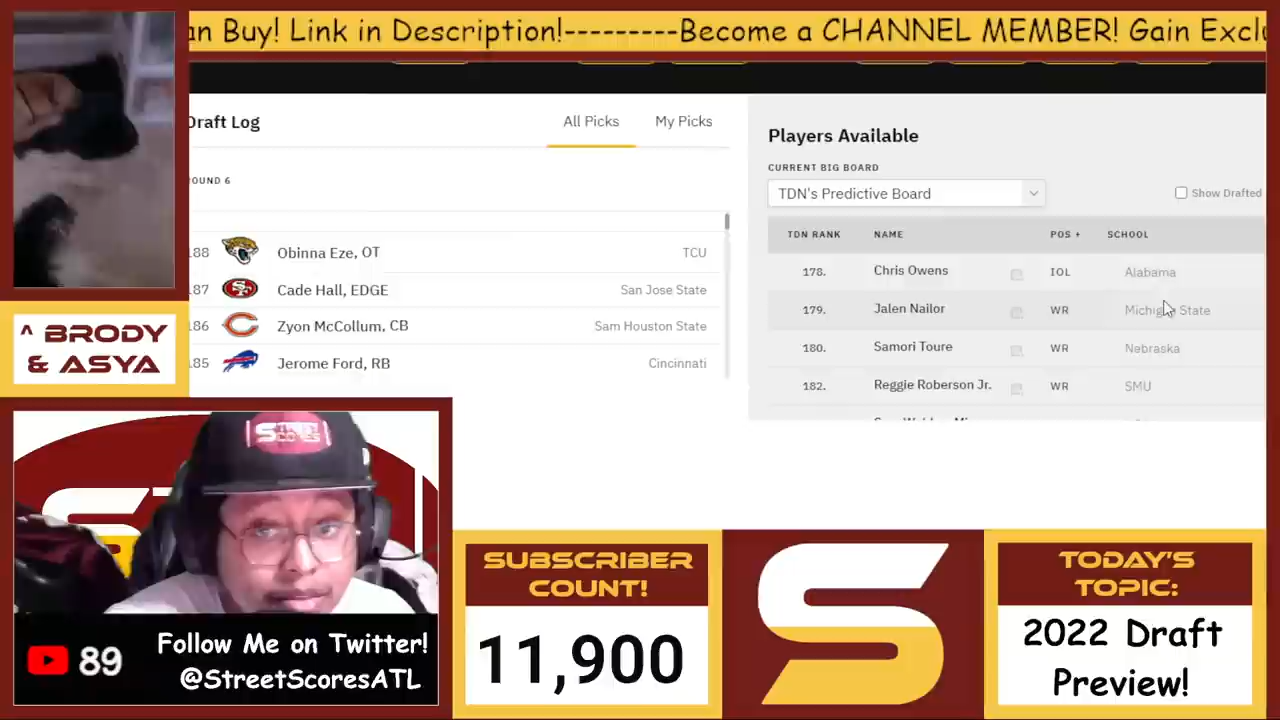 an Buy! Link in Description!---------Become a CHANNEL MEMBER! Gain Exclu
Draft Log
All Picks
My Picks
OUND 6
188 Obinna Eze, OT TCU
187 Cade Hall, EDGE San Jose State
186 Zyon McCollum, CB Sam Houston State
185 Jerome Ford, RB Cincinnati
Players Available
CURRENT BIG BOARD
TDN's Predictive Board
Show Drafted
TDN RANK NAME POS + SCHOOL
178. Chris Owens IOL Alabama
179. Jalen Nailor WR Michigan State
180. Samori Toure WR Nebraska
182. Reggie Roberson Jr. WR SMU
^ BRODY
& ASYA
STREET
SCORES
89
Follow Me on Twitter!
@StreetScoresATL
SUBSCRIBER
COUNT!
11,900
S
TODAY'S
TOPIC:
2022 Draft
Preview!